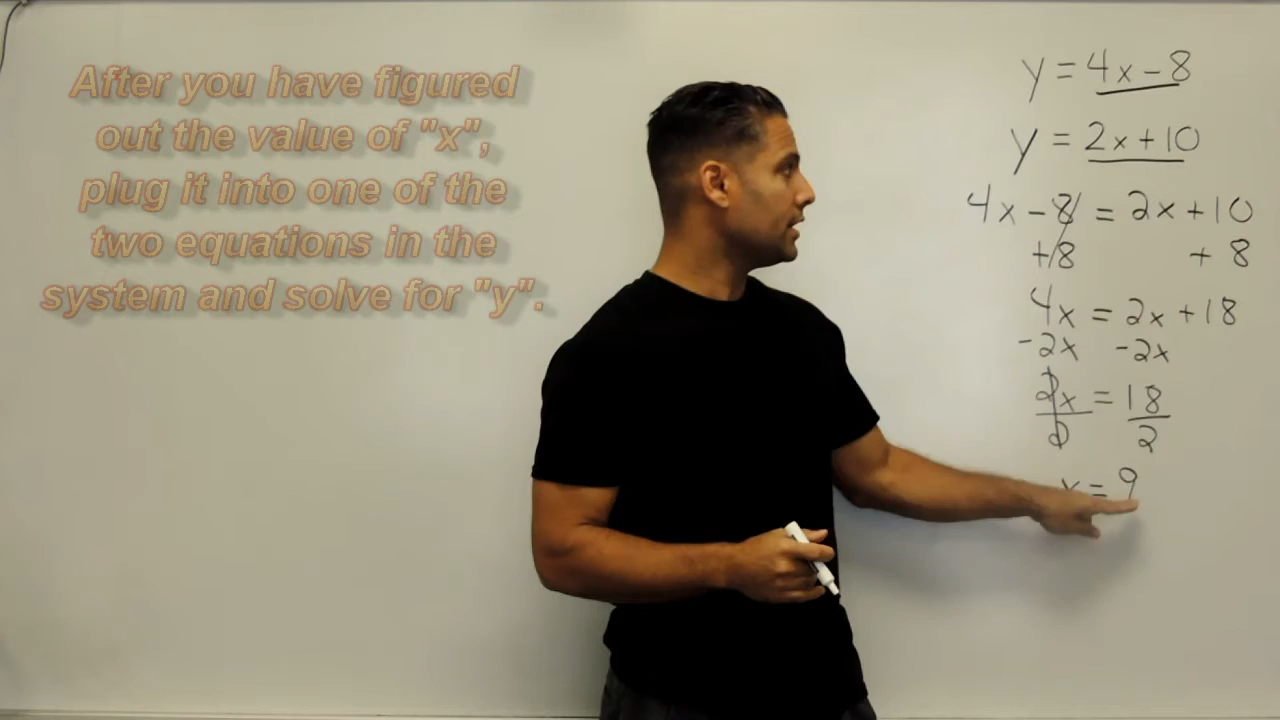 After you have figured
out the value of "x",
plug it into one of the
two equations in the
system and solve for "y".
y = 4x - 8
y = 2x + 10
4x - 8 = 2x + 10
+ 8 + 8
4x = 2x + 18
-2x -2x
2x = 18
2 2
x = 9